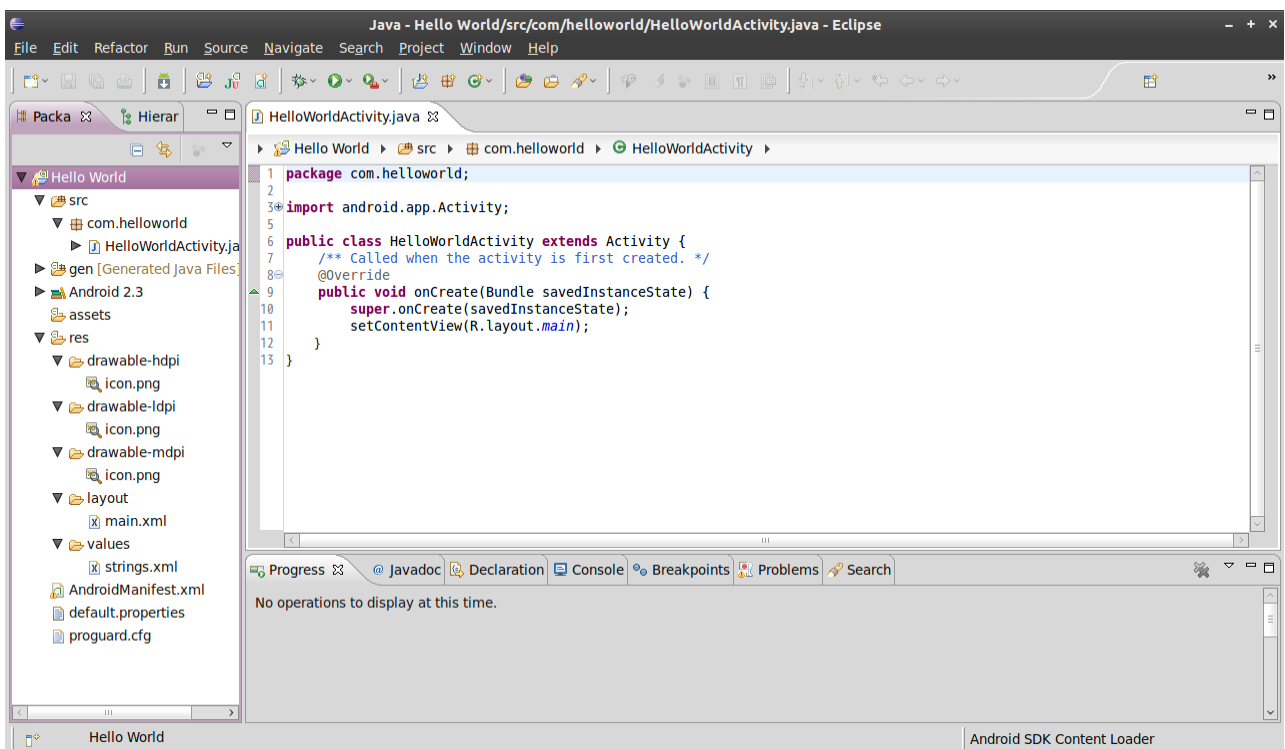 Java - Hello World/src/com/helloworld/HelloWorldActivity.java - Eclipse
File Edit Refactor Run Source Navigate Search Project Window Help
Packa Hierar
HelloWorldActivity.java
Hello World src com.helloworld HelloWorldActivity
Hello World
src
com.helloworld
HelloWorldActivity.ja
gen [Generated Java Files]
Android 2.3
assets
res
drawable-hdpi
icon.png
drawable-ldpi
icon.png
drawable-mdpi
icon.png
layout
main.xml
values
strings.xml
AndroidManifest.xml
default.properties
proguard.cfg
1 package com.helloworld;
2
3 import android.app.Activity;
5
6 public class HelloWorldActivity extends Activity {
7     /** Called when the activity is first created. */
8     @Override
9     public void onCreate(Bundle savedInstanceState) {
10         super.onCreate(savedInstanceState);
11         setContentView(R.layout.main);
12     }
13 }
Progress @ Javadoc Declaration Console Breakpoints Problems Search
No operations to display at this time.
Hello World
Android SDK Content Loader